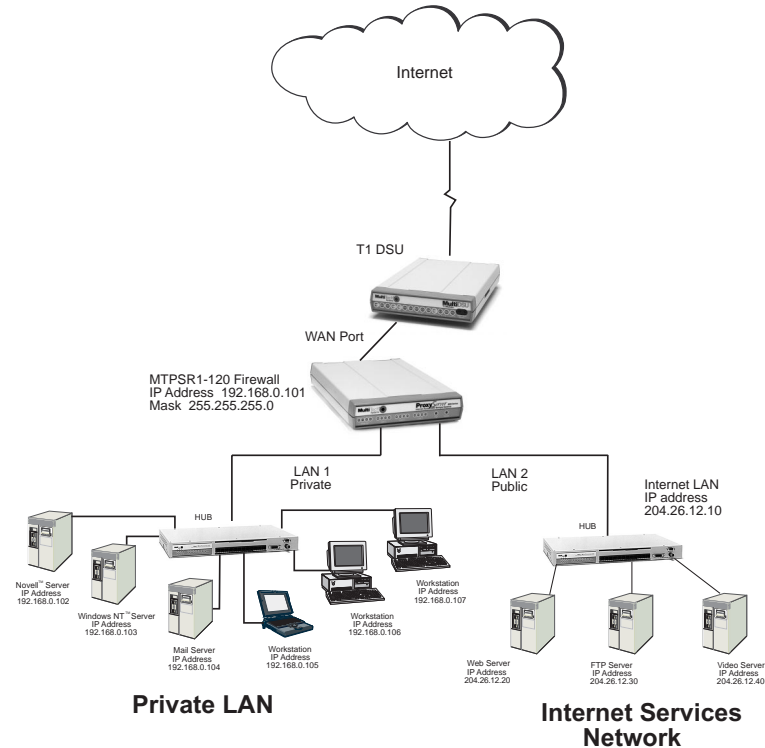 Internet
T1 DSU
Multi
MultiDSU
WAN Port
MTPSR1-120 Firewall
IP Address 192.168.0.101
Mask 255.255.255.0
Multi
ProxyServer
LAN 1
Private
LAN 2
Public
Internet LAN
IP address
204.26.12.10
HUB
HUB
Novell™ Server
IP Address
192.168.0.102
Windows NT™ Server
IP Address
192.168.0.103
Mail Server
IP Address
192.168.0.104
Workstation
IP Address
192.168.0.105
Workstation
IP Address
192.168.0.106
Workstation
IP Address
192.168.0.107
Web Server
IP Address
204.26.12.20
FTP Server
IP Address
204.26.12.30
Video Server
IP Address
204.26.12.40
Private LAN
Internet Services
Network